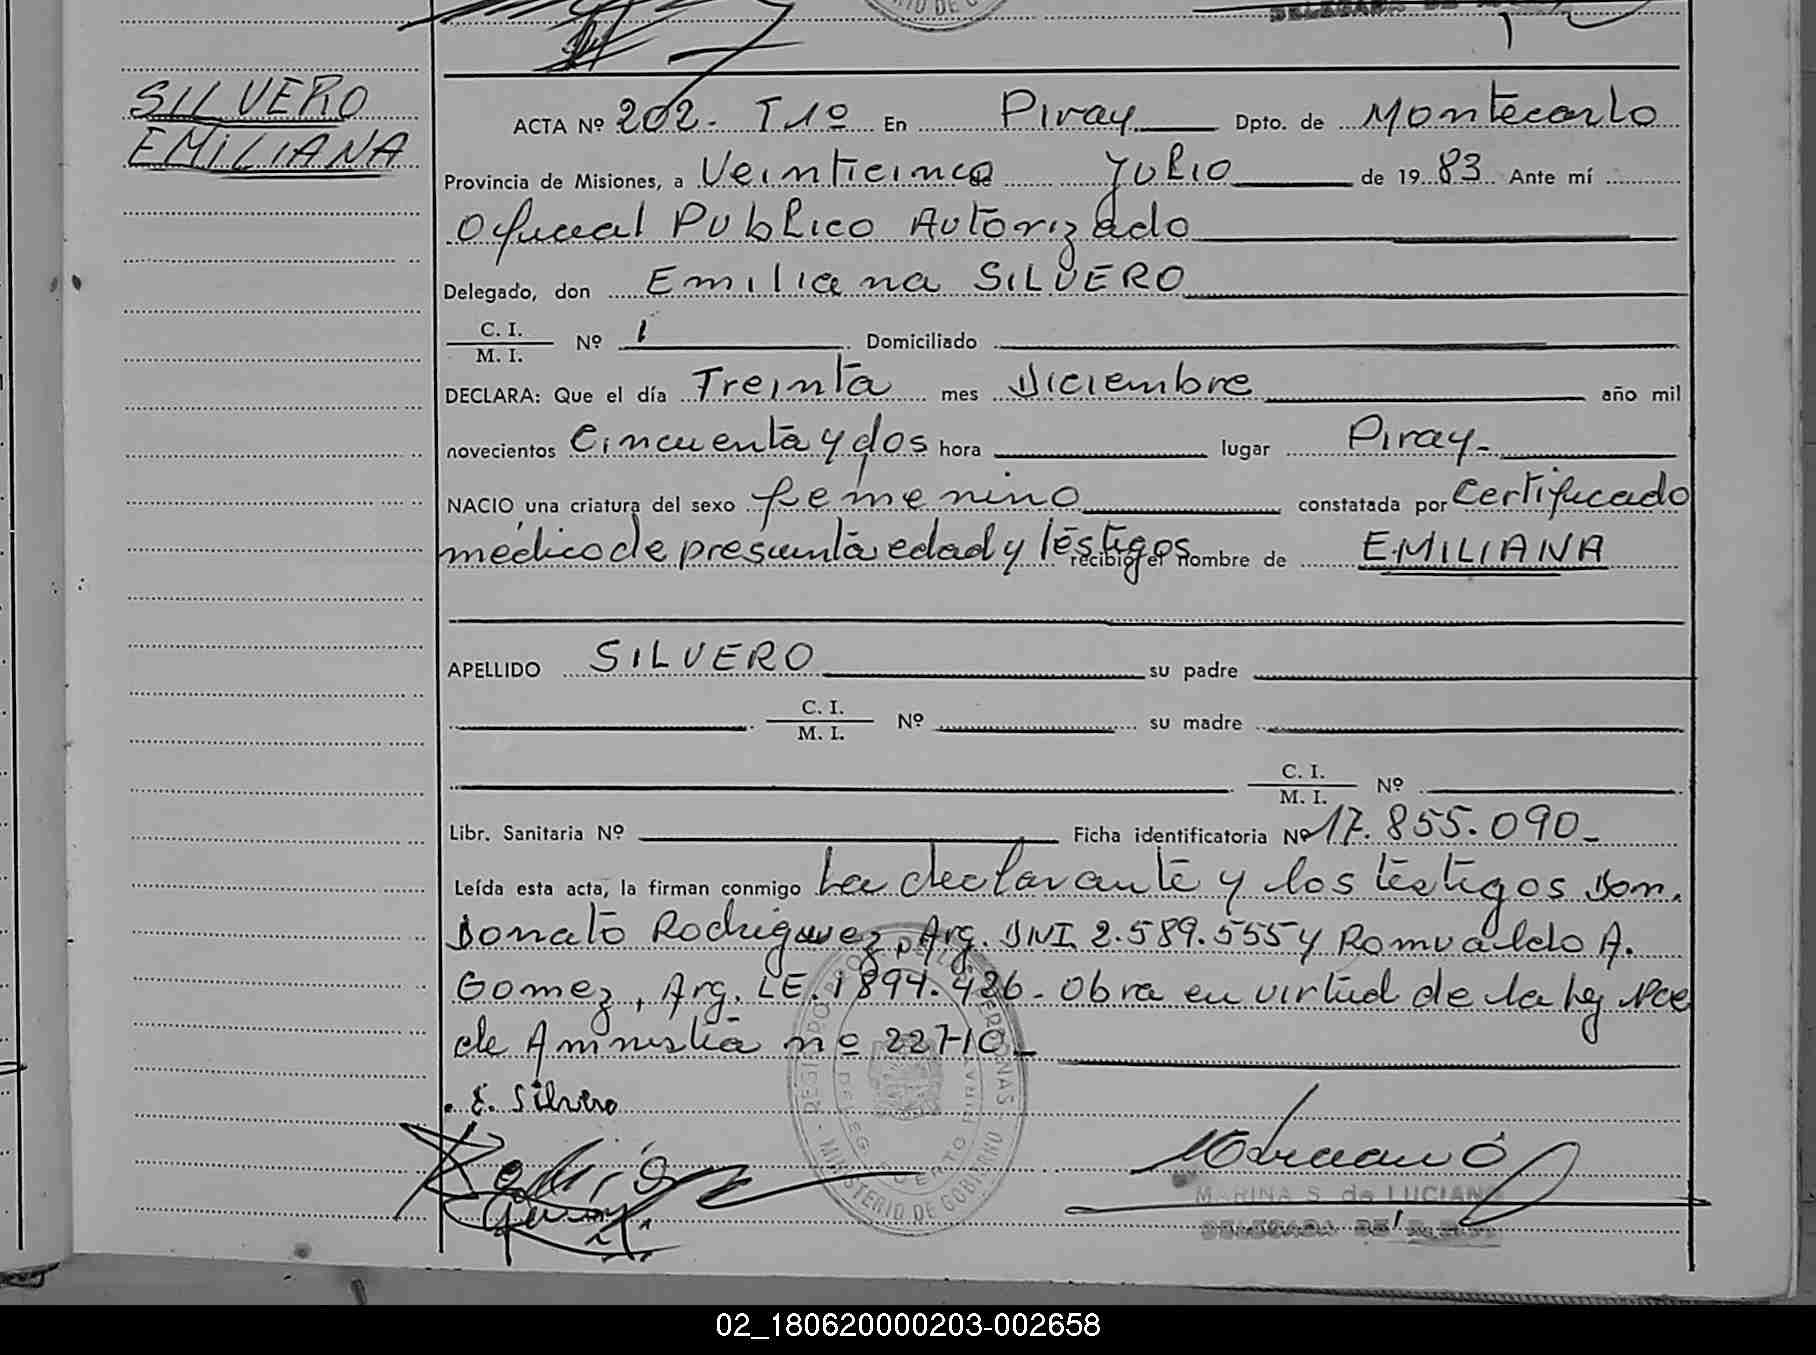 SILVERO
EMILIANA
ACTA Nº 202. T1º En Piray Dpto. de Montecarlo
Provincia de Misiones, a Veinticinco Julio de 1983 Ante mí
Oficial Publico Autorizado
Delegado, don Emiliana SILVERO
C. I.
M. I. Nº Domiciliado
DECLARA: Que el día Treinta mes Diciembre año mil
novecientos Cincuenta y dos hora lugar Piray-
NACIO una criatura del sexo femenino constatada por Certificado
médico de presunta edad y testigos recibió el nombre de EMILIANA
APELLIDO SILVERO su padre
C. I.
M. I. Nº su madre
C. I.
M. I. Nº
Libr. Sanitaria Nº Ficha identificatoria Nº 17.855.090-
Leída esta acta, la firman conmigo La declarante y los testigos Don.
Donato Rodriguez, Arg. DNI 2.589.555 y Romualdo A.
Gomez, Arg. LE. 1894.426- Obra en virtud de la Ley
de Amnistia nº 22710-
E. Silvero
MINISTERIO DE GOBIERNO
MARINA S. de LUCIANO
DELEGADA DE
02_180620000203-002658